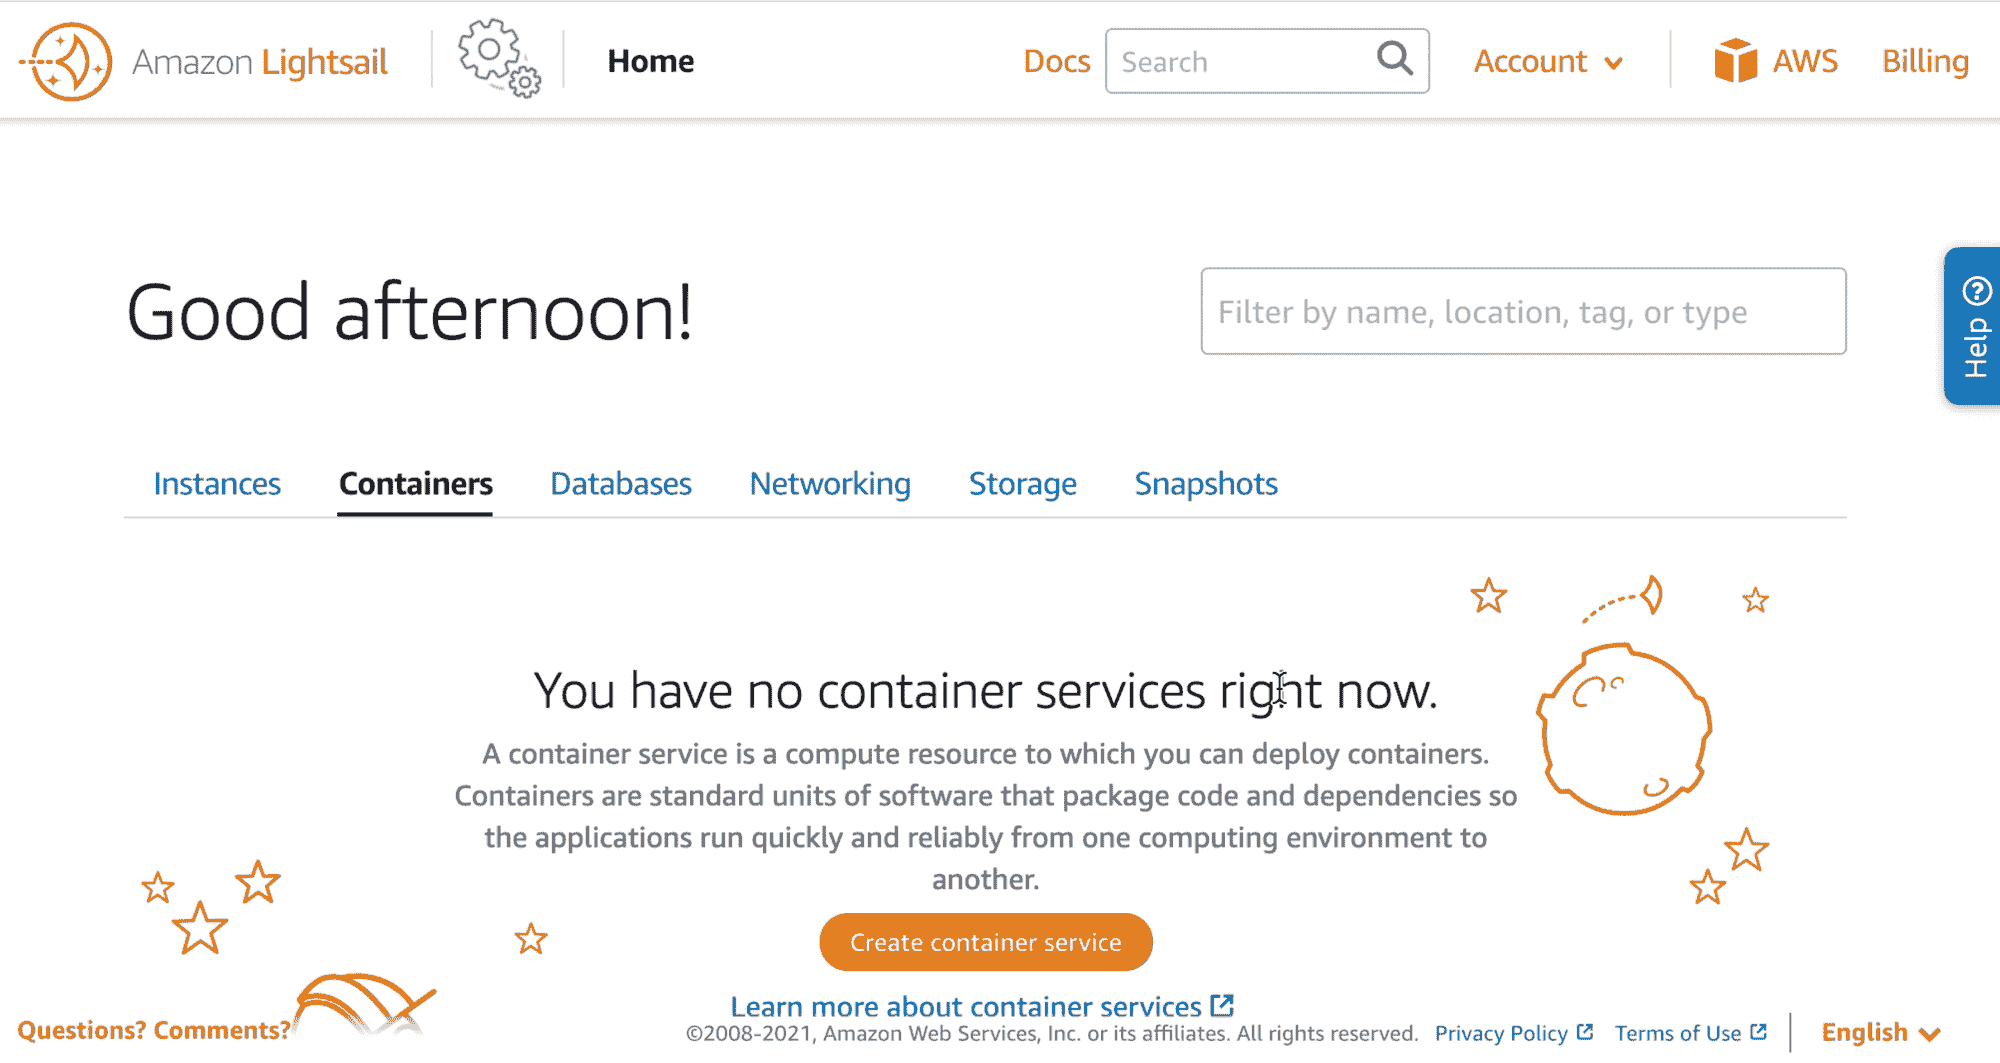 Amazon Lightsail Home Docs Search Account AWS Billing
Good afternoon!
Filter by name, location, tag, or type
Help
Instances Containers Databases Networking Storage Snapshots
You have no container services right now.
A container service is a compute resource to which you can deploy containers.
Containers are standard units of software that package code and dependencies so
the applications run quickly and reliably from one computing environment to
another.
Create container service
Learn more about container services
Questions? Comments?
©2008-2021, Amazon Web Services, Inc. or its affiliates. All rights reserved. Privacy Policy Terms of Use English